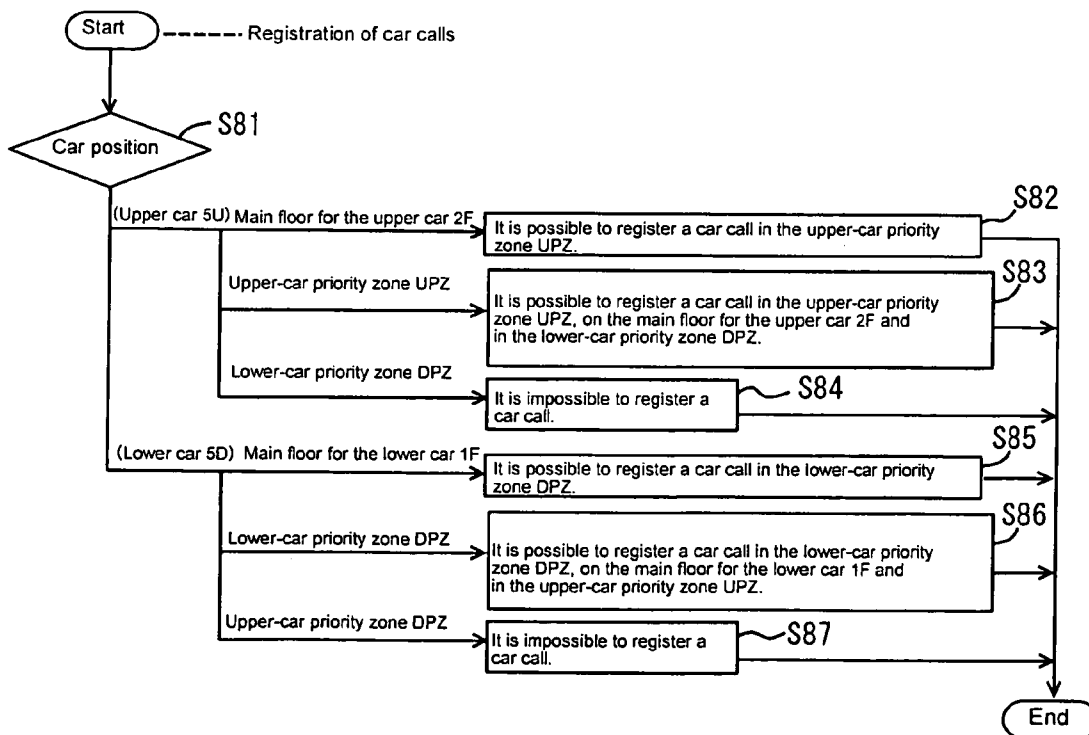 Start
Registration of car calls
S81
Car position
(Upper car 5U) Main floor for the upper car 2F
S82
It is possible to register a car call in the upper-car priority
zone UPZ.
Upper-car priority zone UPZ
S83
It is possible to register a car call in the upper-car priority
zone UPZ, on the main floor for the upper car 2F and
in the lower-car priority zone DPZ.
Lower-car priority zone DPZ
S84
It is impossible to register a
car call.
(Lower car 5D) Main floor for the lower car 1F
S85
It is possible to register a car call in the lower-car priority
zone DPZ.
Lower-car priority zone DPZ
S86
It is possible to register a car call in the lower-car priority
zone DPZ, on the main floor for the lower car 1F and
in the upper-car priority zone UPZ.
Upper-car priority zone DPZ
S87
It is impossible to register a
car call.
End